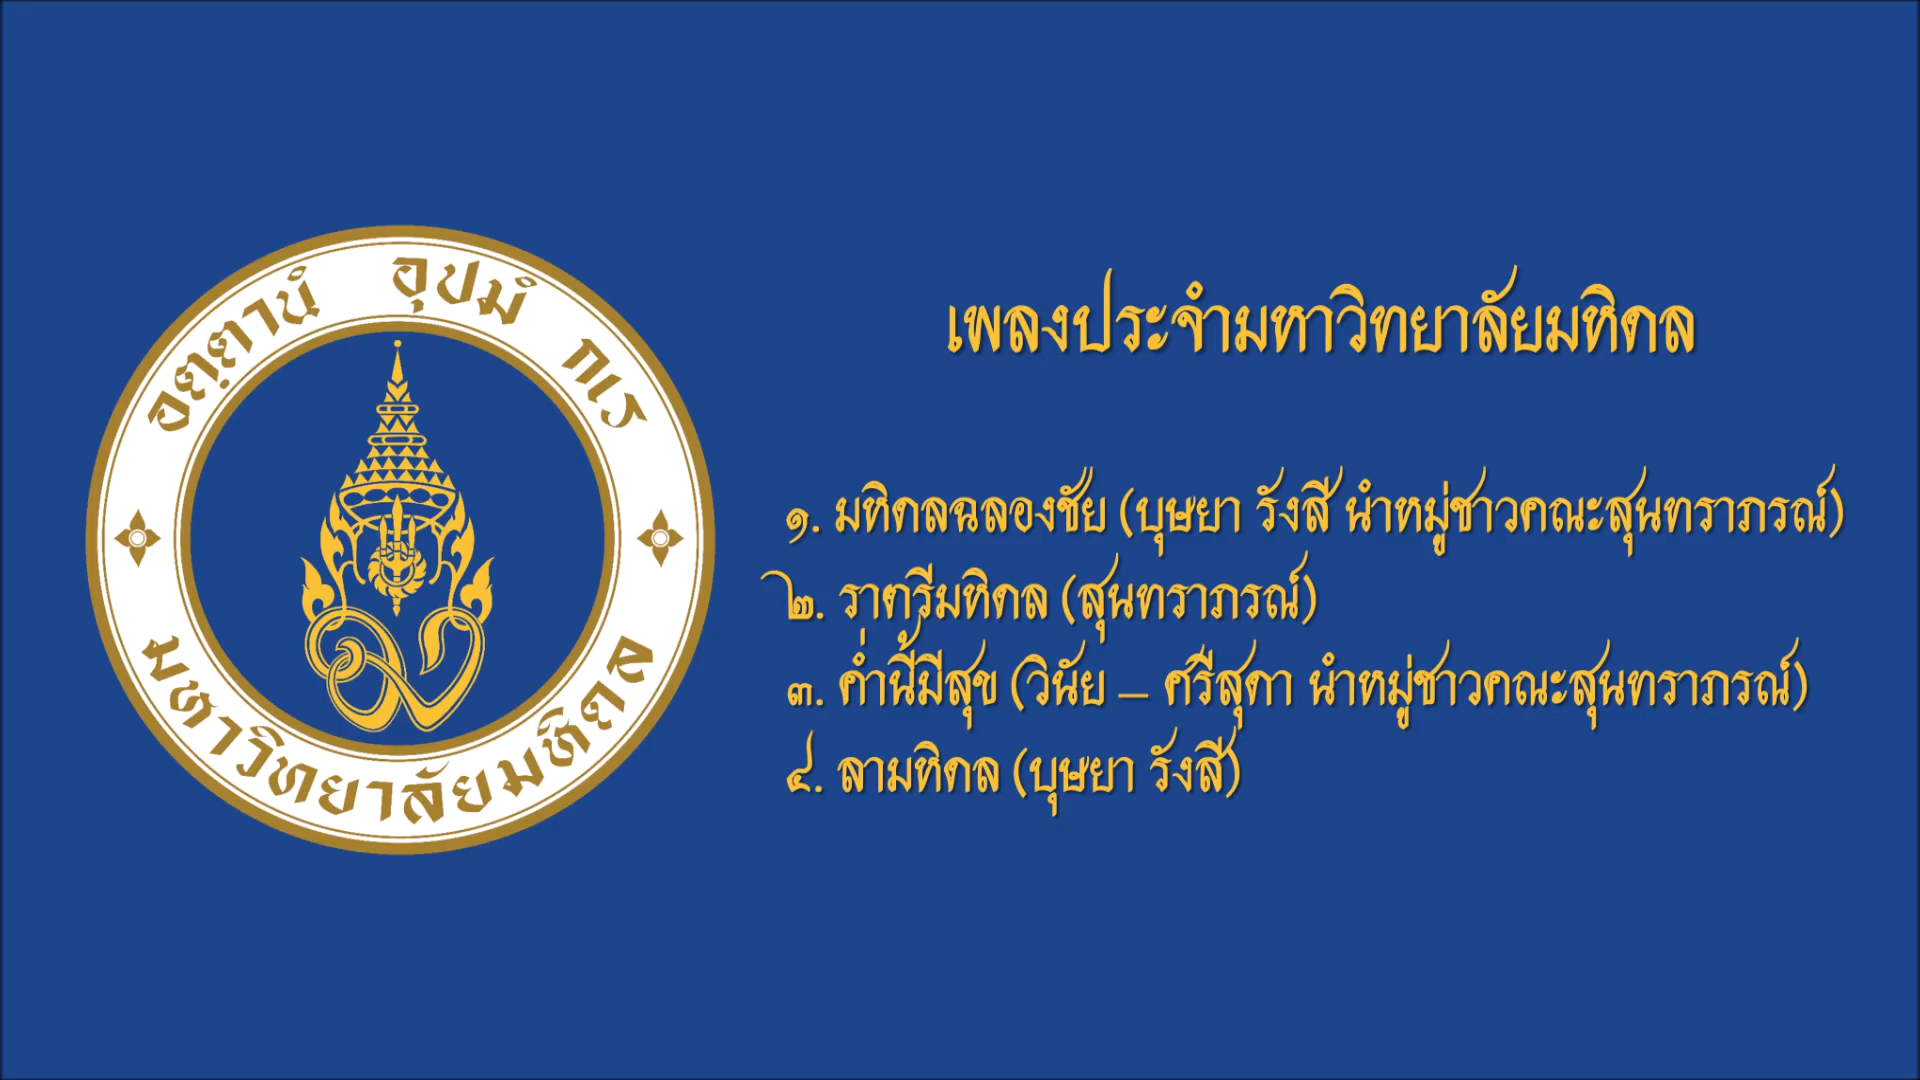 อตฺตานํ อุปมํ กเร
มหาวิทยาลัยมหิดล
เพลงประจำมหาวิทยาลัยมหิดล
๑. มหิดลฉลองชัย (บุษยา รังสี นำหมู่ชาวคณะสุนทราภรณ์)
๒. ราตรีมหิดล (สุนทราภรณ์)
๓. ค่ำนี้มีสุข (วินัย – ศรีสุดา นำหมู่ชาวคณะสุนทราภรณ์)
๔. ลามหิดล (บุษยา รังสี)